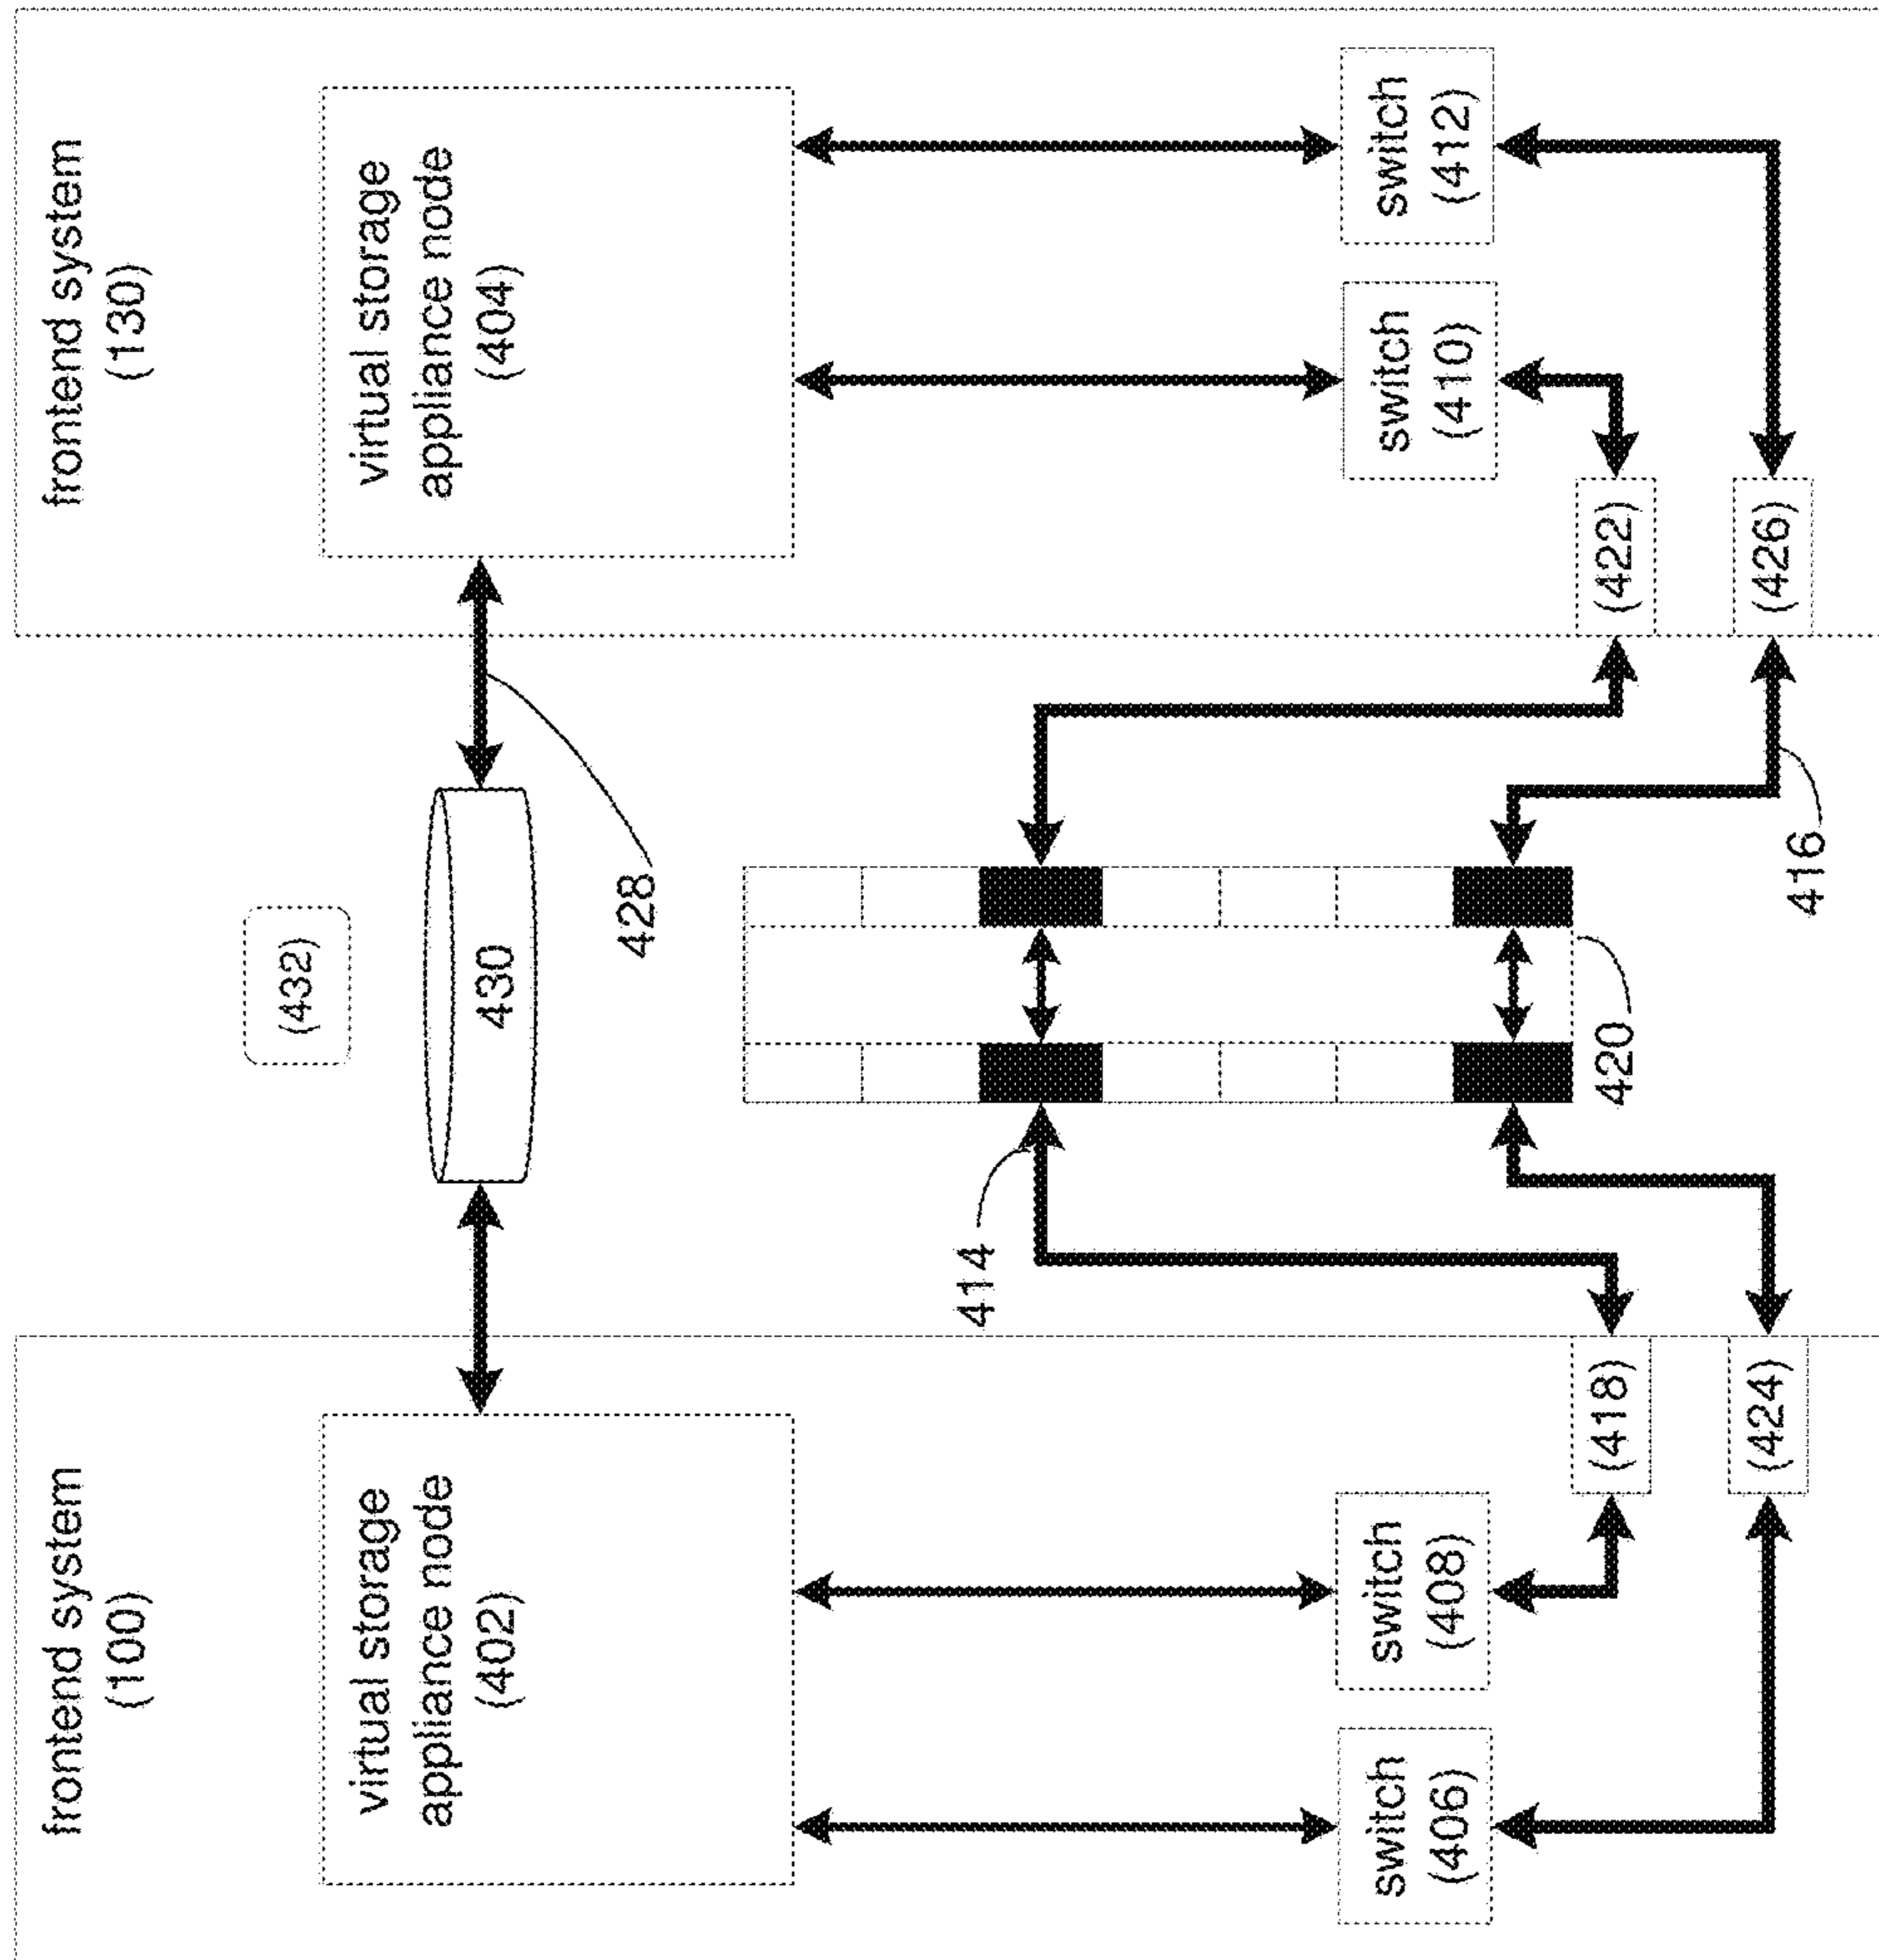 frontend system
(100)
virtual storage
appliance node
(402)
switch
(406)
switch
(408)
(418)
(424)
414
(432)
430
428
420
416
frontend system
(130)
virtual storage
appliance node
(404)
switch
(410)
switch
(412)
(422)
(426)